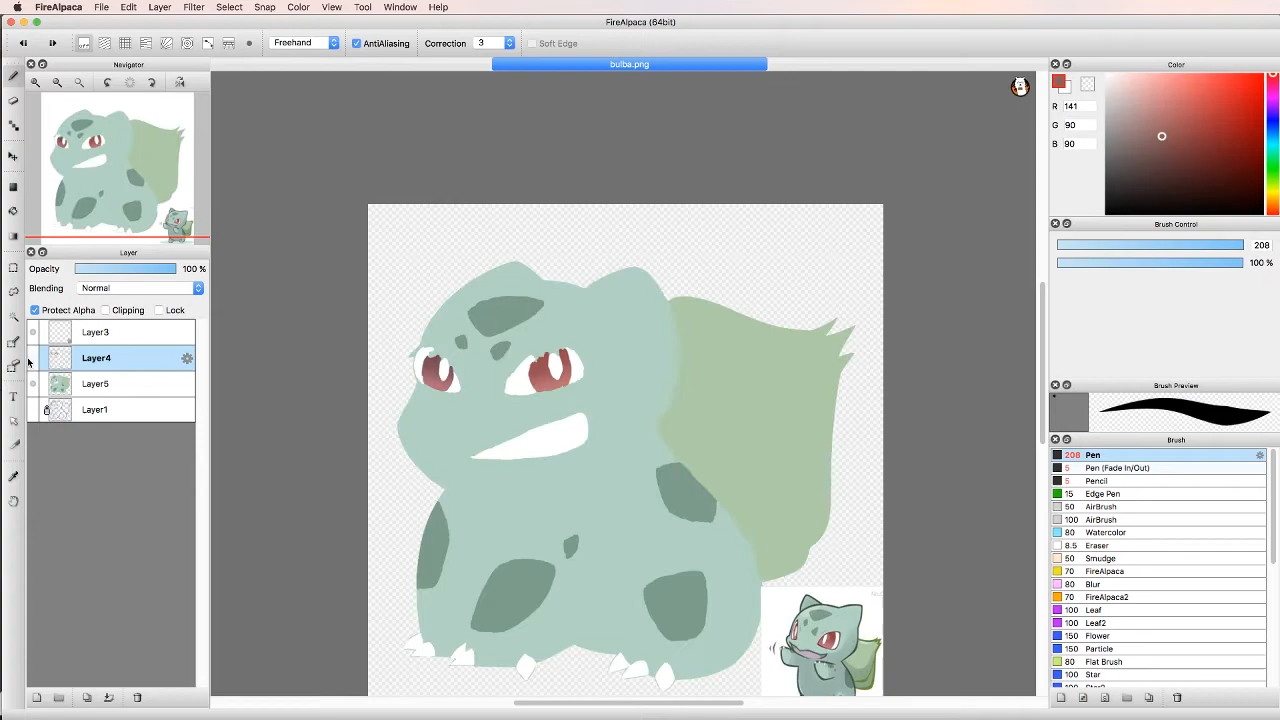 FireAlpaca File Edit Layer Filter Select Snap Color View Tool Window Help
FireAlpaca (64bit)
Freehand AntiAliasing Correction 3 Soft Edge
Navigator
bulba.png
Color
R 141
G 90
B 90
Brush Control
208
100 %
Layer
Opacity 100 %
Blending Normal
Protect Alpha Clipping Lock
Layer3
Layer4
Layer5
Layer1
Brush Preview
Brush
208 Pen
5 Pen (Fade In/Out)
5 Pencil
15 Edge Pen
50 AirBrush
100 AirBrush
80 Watercolor
8.5 Eraser
50 Smudge
70 FireAlpaca
80 Blur
70 FireAlpaca2
100 Leaf
100 Leaf2
150 Flower
150 Particle
80 Flat Brush
100 Star